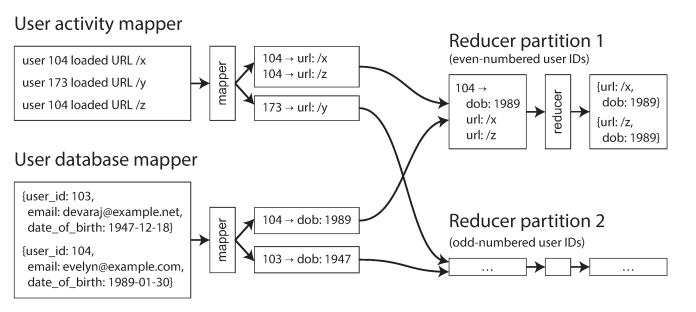 User activity mapper
user 104 loaded URL /x
user 173 loaded URL /y
user 104 loaded URL /z
mapper
104 → url: /x
104 → url: /z
173 → url: /y
User database mapper
{user_id: 103,
email: devaraj@example.net,
date_of_birth: 1947-12-18}
{user_id: 104,
email: evelyn@example.com,
date_of_birth: 1989-01-30}
mapper
104 → dob: 1989
103 → dob: 1947
Reducer partition 1
(even-numbered user IDs)
104 →
dob: 1989
url: /x
url: /z
reducer
{url: /x,
dob: 1989}
{url: /z,
dob: 1989}
Reducer partition 2
(odd-numbered user IDs)
...
...